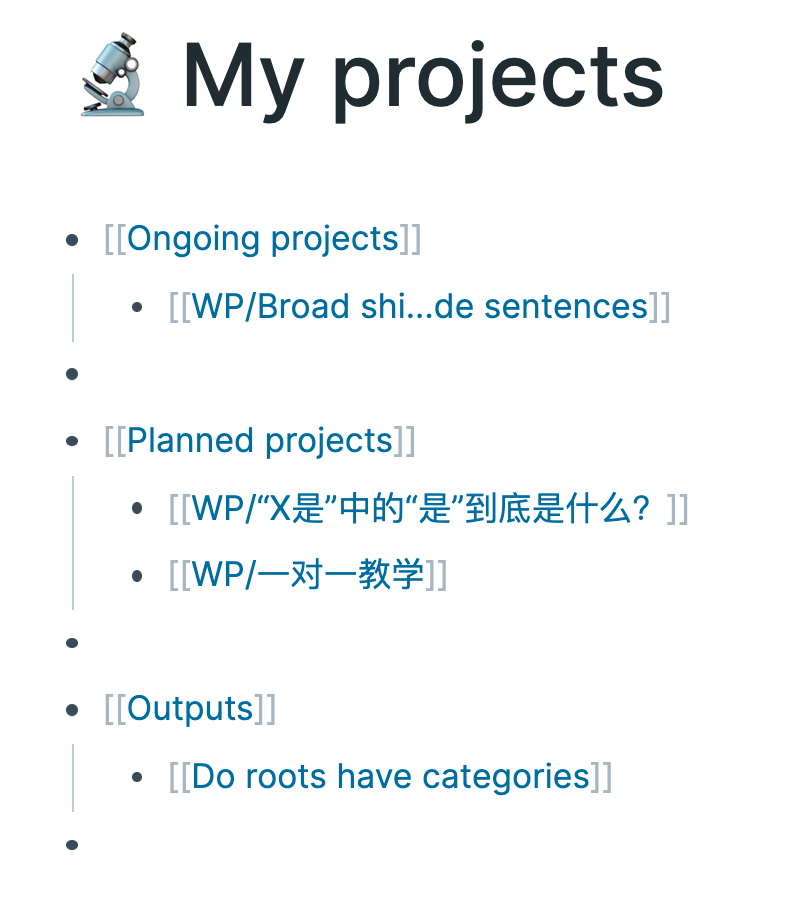 🔬 My projects
[[Ongoing projects]]
[[WP/Broad shi...de sentences]]
[[Planned projects]]
[[WP/“X是”中的“是”到底是什么？]]
[[WP/一对一教学]]
[[Outputs]]
[[Do roots have categories]]